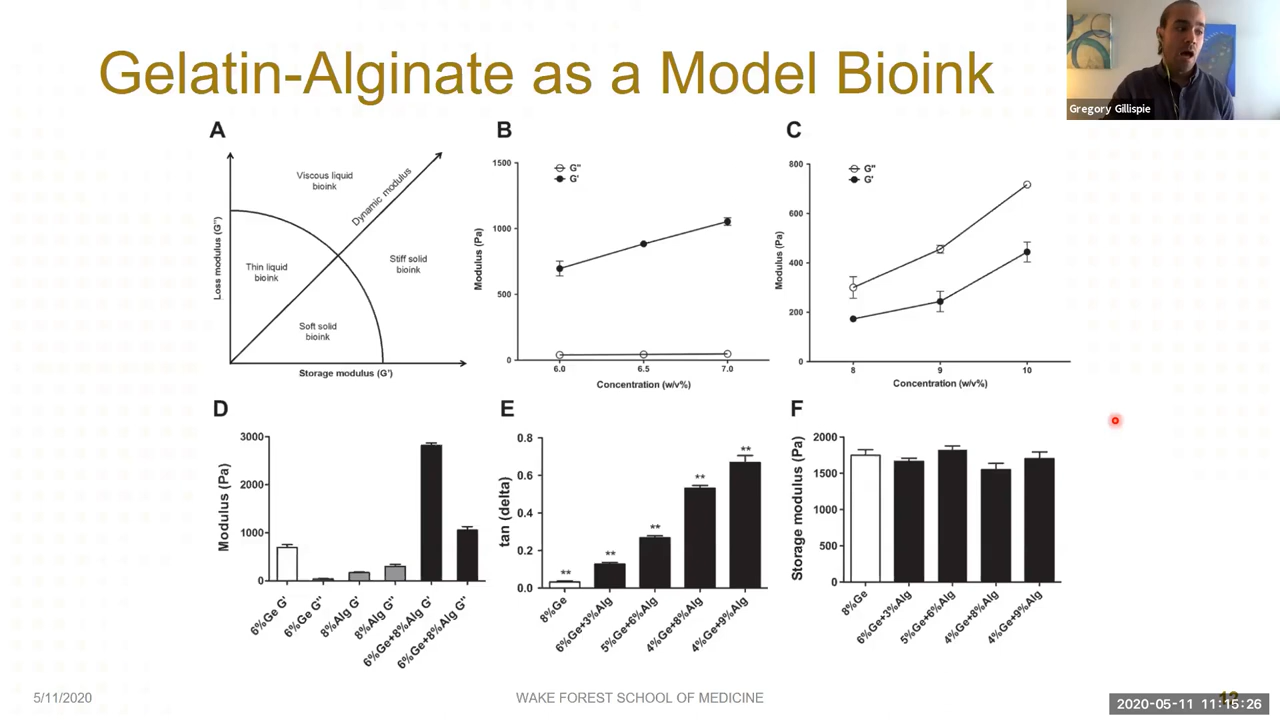 Gelatin-Alginate as a Model Bioink
Gregory Gillispie
A
Loss modulus (G'')
Viscous liquid
bioink
Dynamic modulus
Thin liquid
bioink
Stiff solid
bioink
Soft solid
bioink
Storage modulus (G')
B
G''
G'
Modulus (Pa)
1500
1000
500
0
6.0 6.5 7.0
Concentration (w/v%)
C
G''
G'
Modulus (Pa)
800
600
400
200
0
8 9 10
Concentration (w/v%)
D
Modulus (Pa)
3000
2000
1000
0
6%Ge G'
6%Ge G''
8%Alg G'
8%Alg G''
6%Ge+8%Alg G'
6%Ge+8%Alg G''
E
tan (delta)
0.8
0.6
0.4
0.2
0.0
** ** ** ** **
8%Ge
6%Ge+3%Alg
5%Ge+6%Alg
4%Ge+8%Alg
4%Ge+9%Alg
F
Storage modulus (Pa)
2000
1500
1000
500
0
8%Ge
6%Ge+3%Alg
5%Ge+6%Alg
4%Ge+8%Alg
4%Ge+9%Alg
5/11/2020
WAKE FOREST SCHOOL OF MEDICINE
2020-05-11 11:15:26